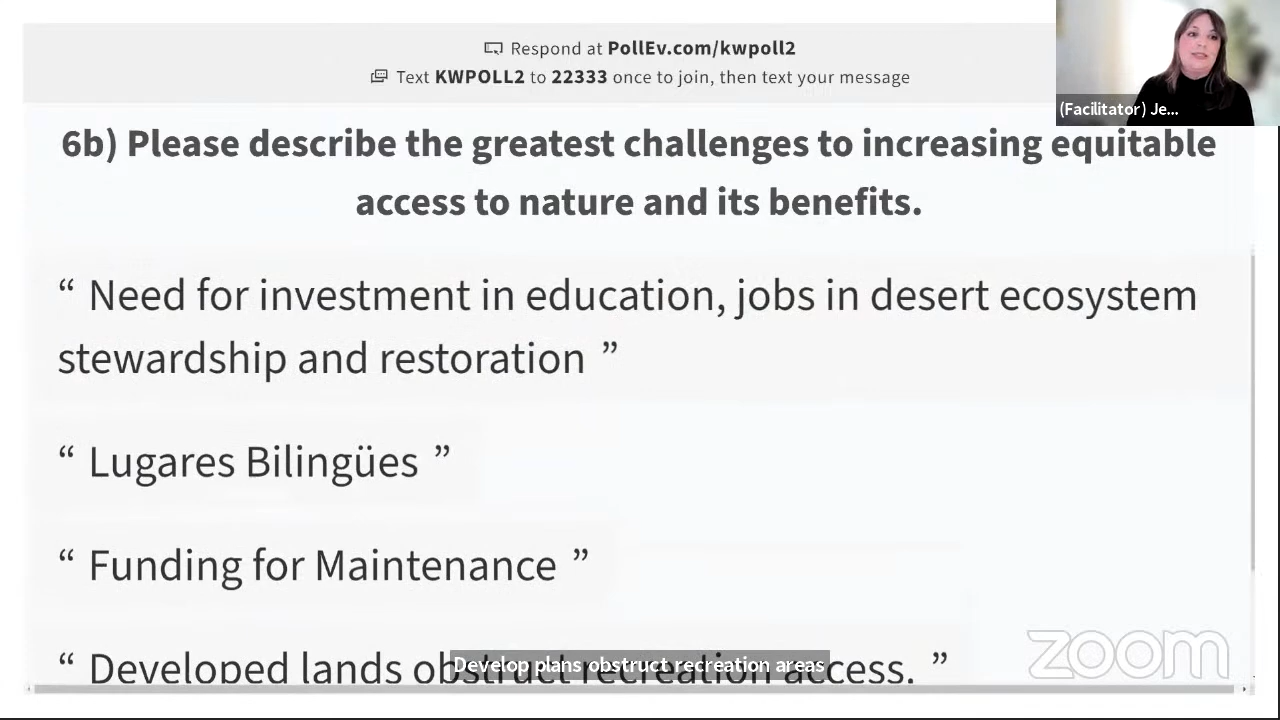 Respond at PollEv.com/kwpoll2
Text KWPOLL2 to 22333 once to join, then text your message
(Facilitator) Je...
6b) Please describe the greatest challenges to increasing equitable
access to nature and its benefits.
“ Need for investment in education, jobs in desert ecosystem
stewardship and restoration ”
“ Lugares Bilingües ”
“ Funding for Maintenance ”
“ Developed lands obstruct recreation access. ”
Develop plans obstruct recreation areas
zoom